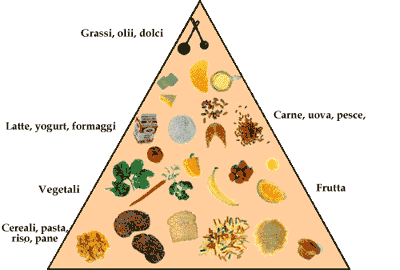 Grassi, olii, dolci
Latte, yogurt, formaggi
Carne, uova, pesce,
Vegetali
Frutta
Cereali, pasta,
riso, pane